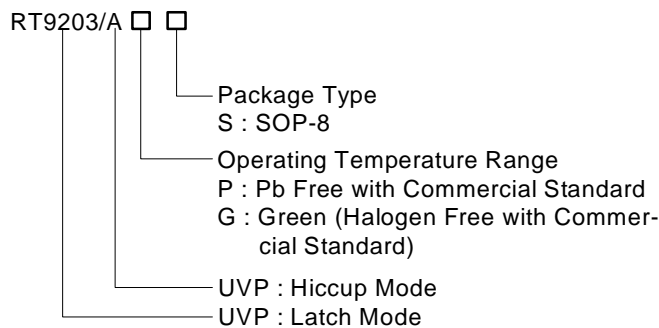 RT9203/A
Package Type
S : SOP-8
Operating Temperature Range
P : Pb Free with Commercial Standard
G : Green (Halogen Free with Commer-
cial Standard)
UVP : Hiccup Mode
UVP : Latch Mode